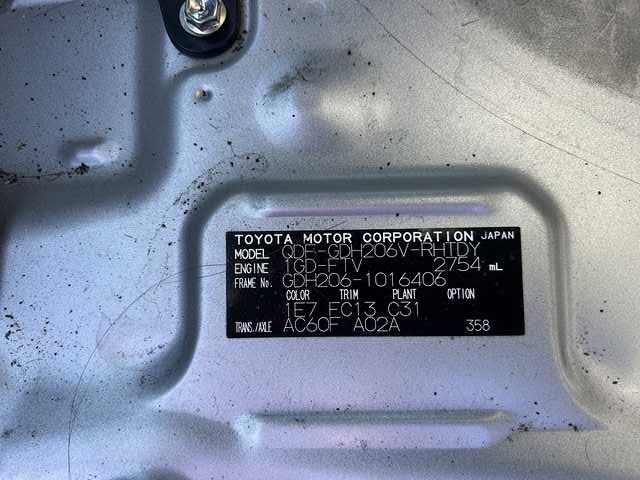 TOYOTA MOTOR CORPORATION JAPAN
MODEL QDF-GDH206V-RHTDY
ENGINE 1GD-FTV 2754 mL
FRAME No. GDH206-1016406
COLOR TRIM PLANT OPTION
1E7 EC13 C31
TRANS./AXLE AC60F A02A 358